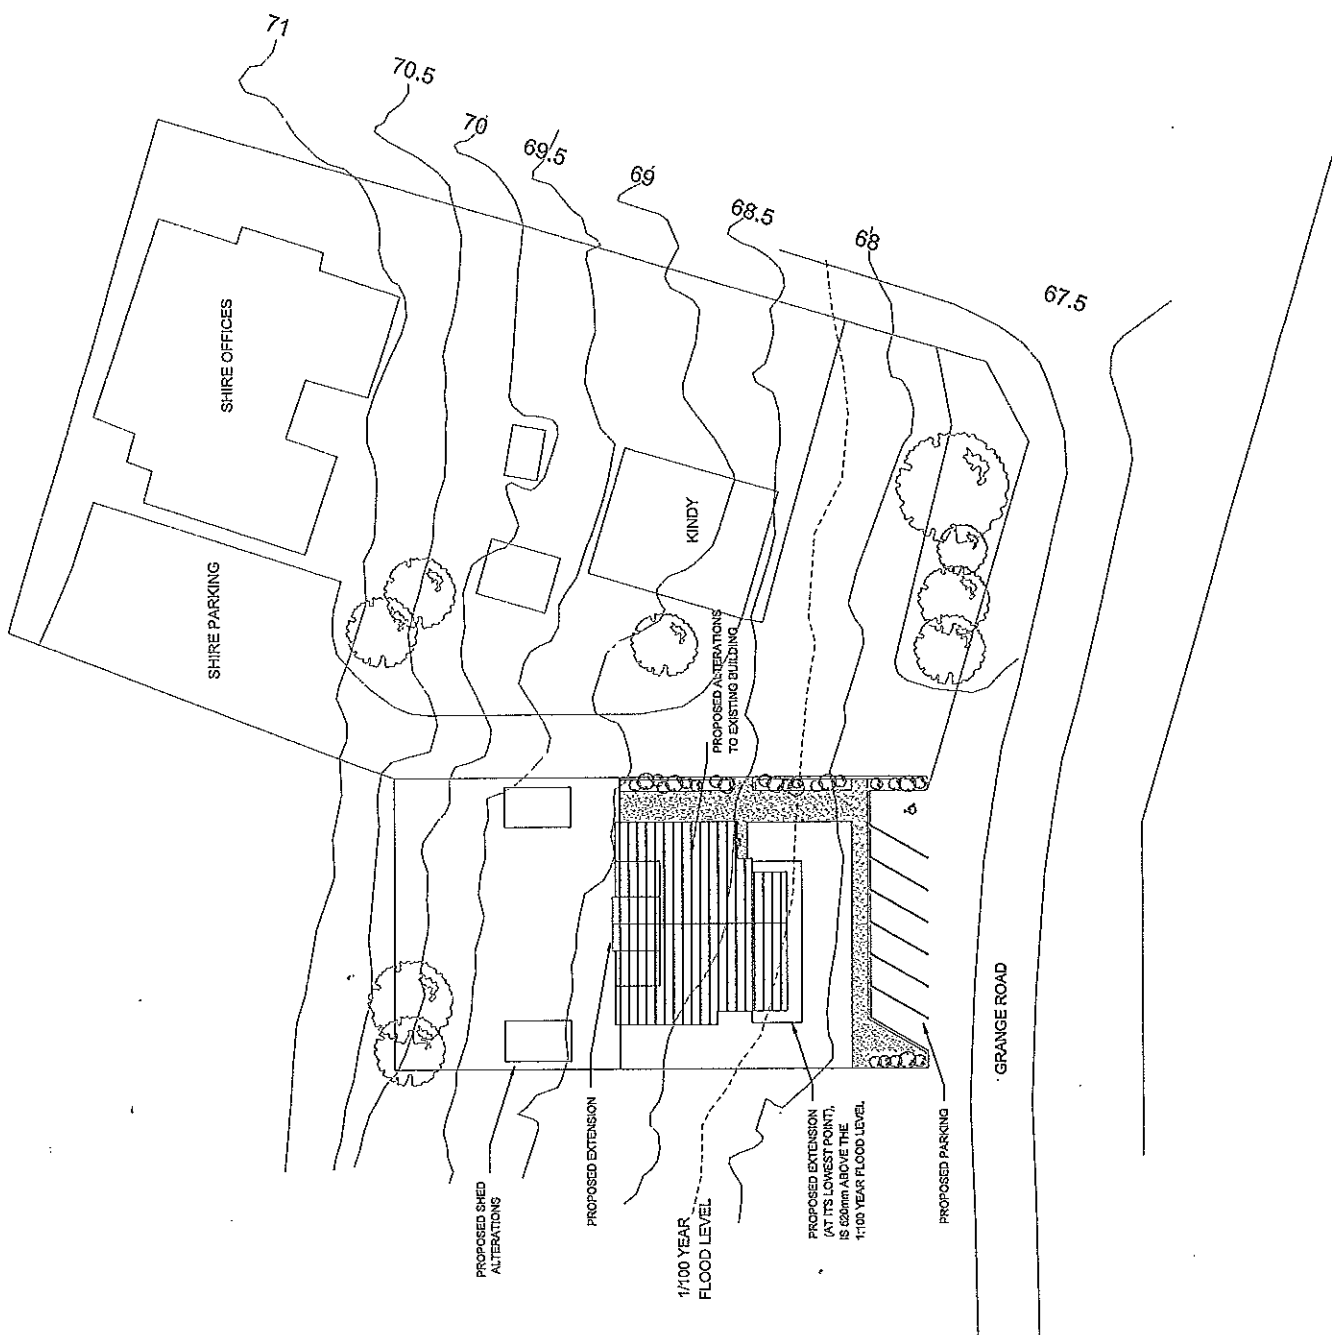 71
70.5
70
69.5
69
68.5
68
67.5
SHIRE OFFICES
SHIRE PARKING
KINDY
PROPOSED ALTERATIONS
TO EXISTING BUILDING
GRANGE ROAD
PROPOSED SHED
ALTERATIONS
PROPOSED EXTENSION
1/100 YEAR
FLOOD LEVEL
PROPOSED EXTENSION
(AT ITS LOWEST POINT),
IS 620mm ABOVE THE
1:100 YEAR FLOOD LEVEL
PROPOSED PARKING